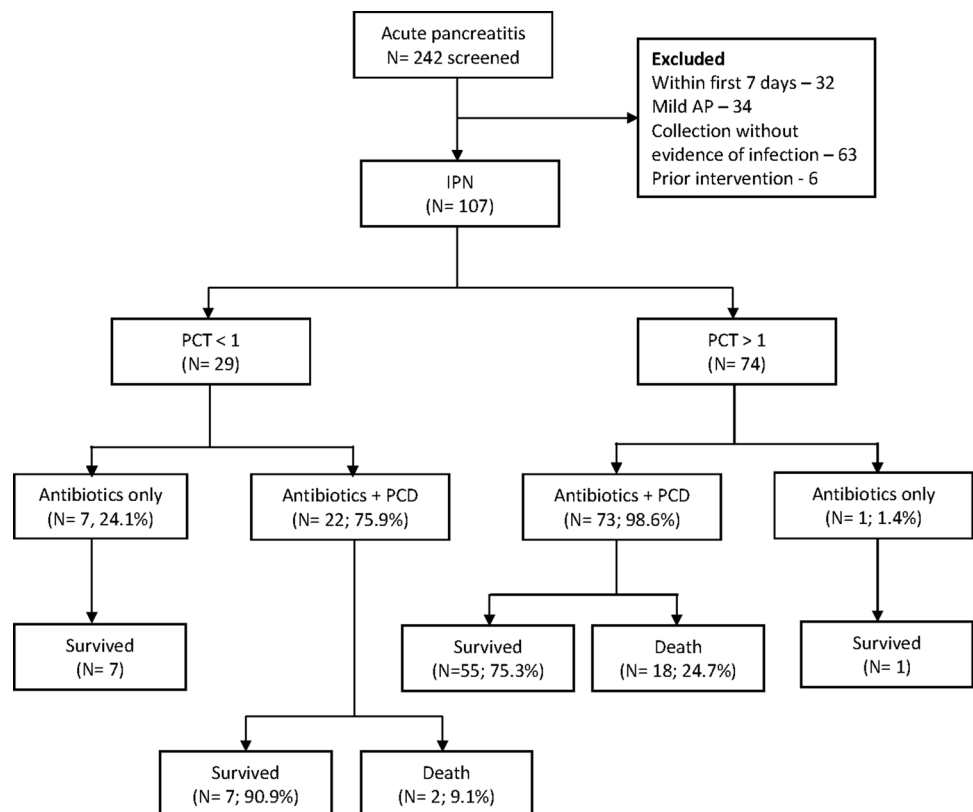 Acute pancreatitis
N= 242 screened
Excluded
Within first 7 days – 32
Mild AP – 34
Collection without
evidence of infection – 63
Prior intervention - 6
IPN
(N= 107)
PCT < 1
(N= 29)
PCT > 1
(N= 74)
Antibiotics only
(N= 7, 24.1%)
Antibiotics + PCD
(N= 22; 75.9%)
Antibiotics + PCD
(N= 73; 98.6%)
Antibiotics only
(N= 1; 1.4%)
Survived
(N= 7)
Survived
(N=55; 75.3%)
Death
(N= 18; 24.7%)
Survived
(N= 1)
Survived
(N= 7; 90.9%)
Death
(N= 2; 9.1%)